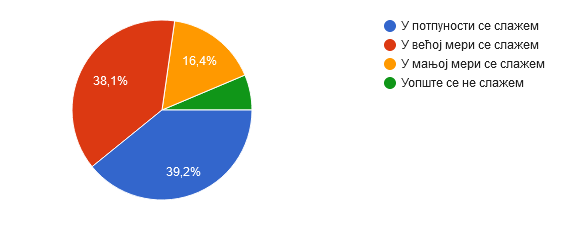 У потпуности се слажем
У већој мери се слажем
У мањој мери се слажем
Уопште се не слажем
16,4%
38,1%
39,2%